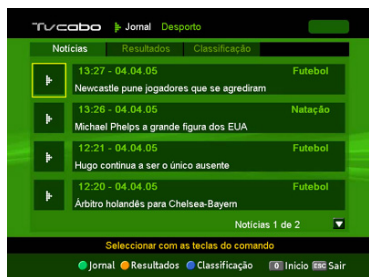 Tvcabo Jornal Desporto
Notícias Resultados Classificação
13:27 - 04.04.05 Futebol
Newcastle pune jogadores que se agrediram
13:26 - 04.04.05 Natação
Michael Phelps a grande figura dos EUA
12:21 - 04.04.05 Futebol
Hugo continua a ser o único ausente
12:20 - 04.04.05 Futebol
Árbitro holandês para Chelsea-Bayern
Notícias 1 de 2
Seleccionar com as teclas do comando
Jornal Resultados Classificação 0 Inicio ESC Sair